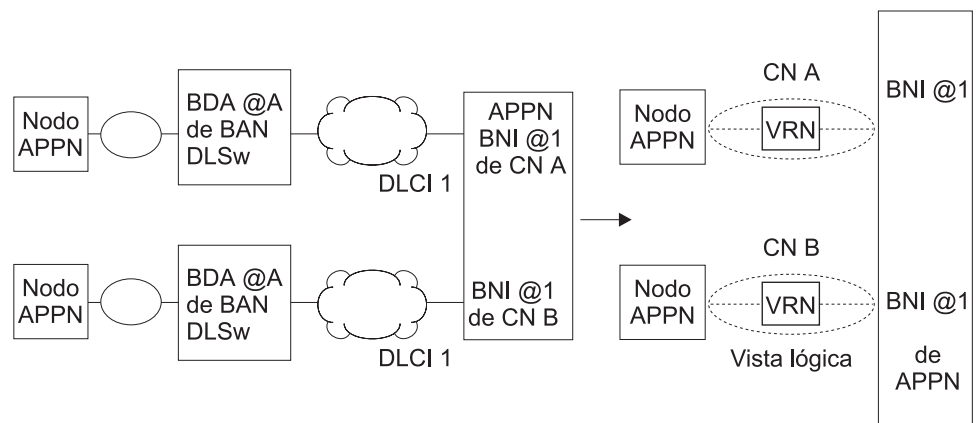 Nodo
APPN
BDA @A
de BAN
DLSw
DLCI 1
APPN
BNI @1
de CN A
Nodo
APPN
BDA @A
de BAN
DLSw
DLCI 1
BNI @1
de CN B
CN A
Nodo
APPN
VRN
BNI @1
CN B
Nodo
APPN
VRN
BNI @1
Vista lógica
de
APPN